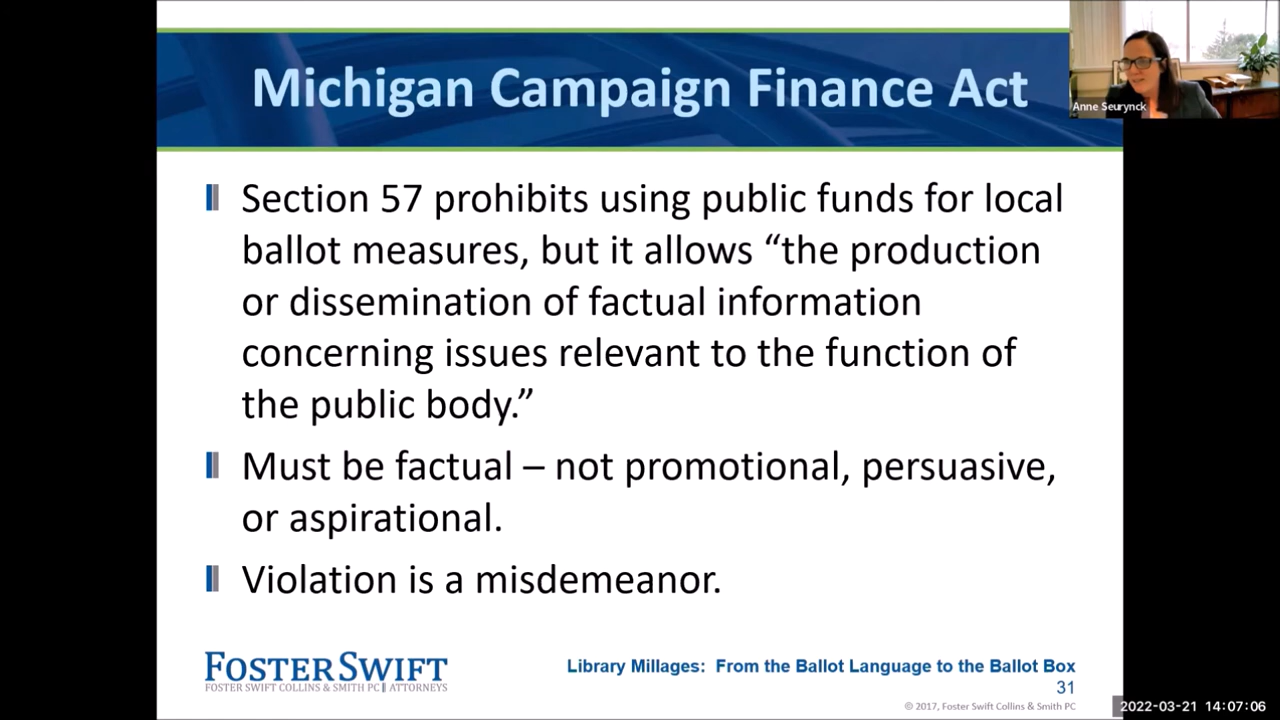 Michigan Campaign Finance Act
Anne Seurynck
Section 57 prohibits using public funds for local
ballot measures, but it allows “the production
or dissemination of factual information
concerning issues relevant to the function of
the public body.”
Must be factual – not promotional, persuasive,
or aspirational.
Violation is a misdemeanor.
FOSTER SWIFT
FOSTER SWIFT COLLINS & SMITH PC || ATTORNEYS
Library Millages: From the Ballot Language to the Ballot Box
31
© 2017, Foster Swift Collins & Smith PC
2022-03-21 14:07:06